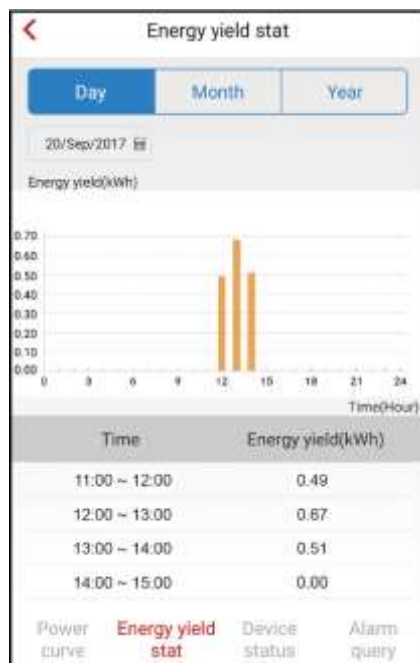 Energy yield stat
Day Month Year
20/Sep/2017
Energy yield(kWh)
0.70
0.60
0.50
0.40
0.30
0.20
0.10
0.00
0 3 6 9 12 15 18 21 24
Time(Hour)
Time Energy yield(kWh)
11:00 ~ 12:00 0.49
12:00 ~ 13:00 0.67
13:00 ~ 14:00 0.51
14:00 ~ 15:00 0.00
Power Energy yield Device Alarm
curve stat status query